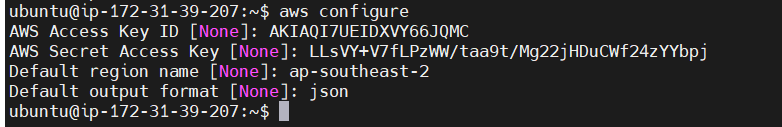 ubuntu@ip-172-31-39-207:~$ aws configure
AWS Access Key ID [None]: AKIAQI7UEIDXVY66JQMC
AWS Secret Access Key [None]: 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
Default region name [None]: ap-southeast-2
Default output format [None]: json
ubuntu@ip-172-31-39-207:~$